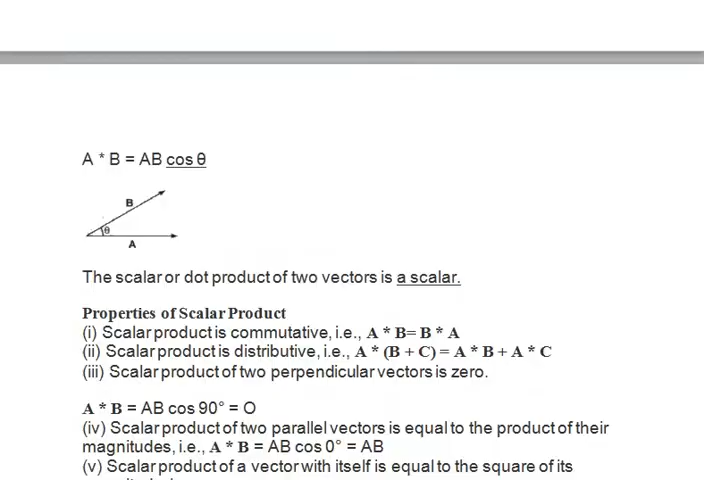 A * B = AB cos θ
B
θ
A
The scalar or dot product of two vectors is a scalar.
Properties of Scalar Product
(i) Scalar product is commutative, i.e., A * B= B * A
(ii) Scalar product is distributive, i.e., A * (B + C) = A * B + A * C
(iii) Scalar product of two perpendicular vectors is zero.
A * B = AB cos 90° = O
(iv) Scalar product of two parallel vectors is equal to the product of their
magnitudes, i.e., A * B = AB cos 0° = AB
(v) Scalar product of a vector with itself is equal to the square of its